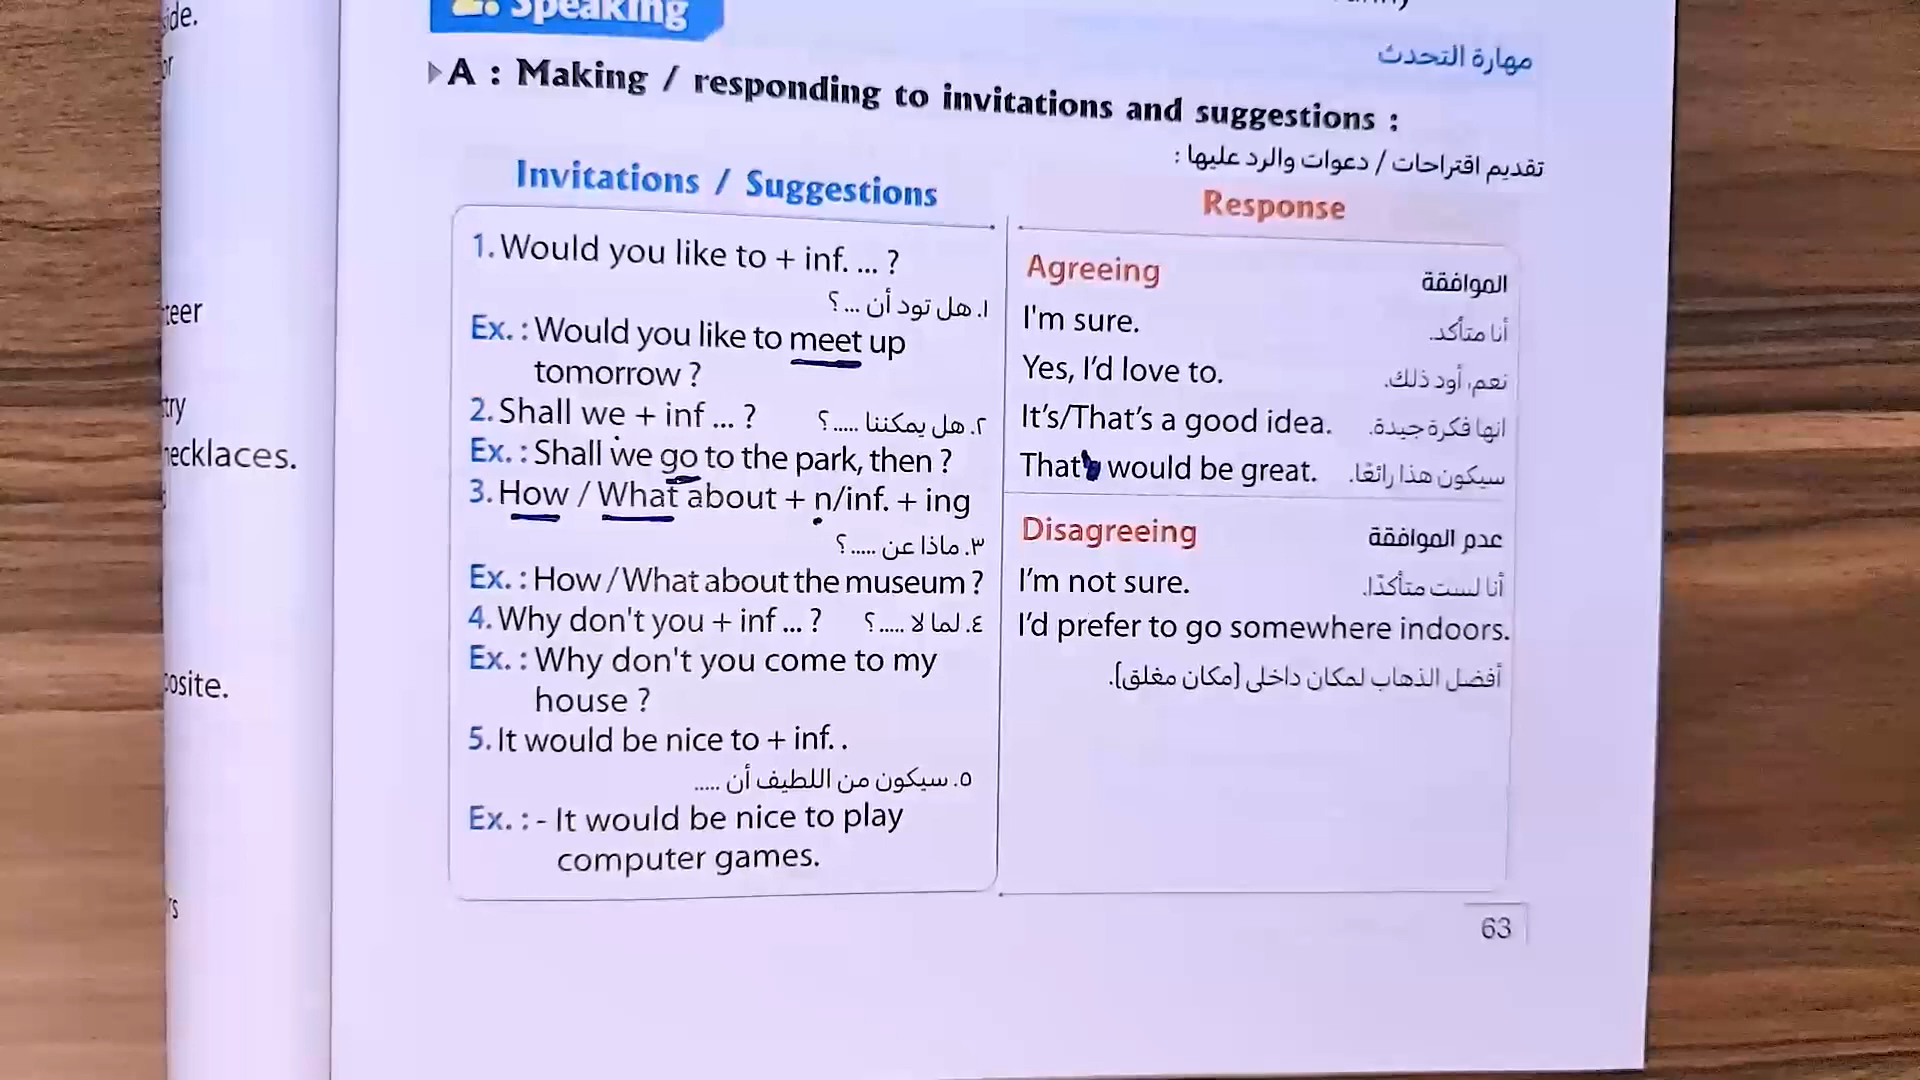 side.
or
teer
try
necklaces.
posite.
rs
2. Speaking
مهارة التحدث
A : Making / responding to invitations and suggestions :
تقديم اقتراحات / دعوات والرد عليها :
Invitations / Suggestions
1. Would you like to + inf. ... ?
١. هل تود أن ... ؟
Ex. : Would you like to meet up
tomorrow ?
2. Shall we + inf ... ? ٢. هل يمكننا ..... ؟
Ex. : Shall we go to the park, then ?
3. How / What about + n/inf. + ing
٣. ماذا عن ..... ؟
Ex. : How / What about the museum ?
4. Why don't you + inf ... ? ٤. لما لا ..... ؟
Ex. : Why don't you come to my
house ?
5. It would be nice to + inf. .
٥. سيكون من اللطيف أن .....
Ex. : - It would be nice to play
computer games.
Response
Agreeing الموافقة
I'm sure. أنا متأكد.
Yes, I'd love to. نعم، أود ذلك.
It's/That's a good idea. انها فكرة جيدة.
That would be great. سيكون هذا رائعًا.
Disagreeing عدم الموافقة
I'm not sure. أنا لست متأكدًا.
I'd prefer to go somewhere indoors.
أفضل الذهاب لمكان داخلى [مكان مغلق].
63